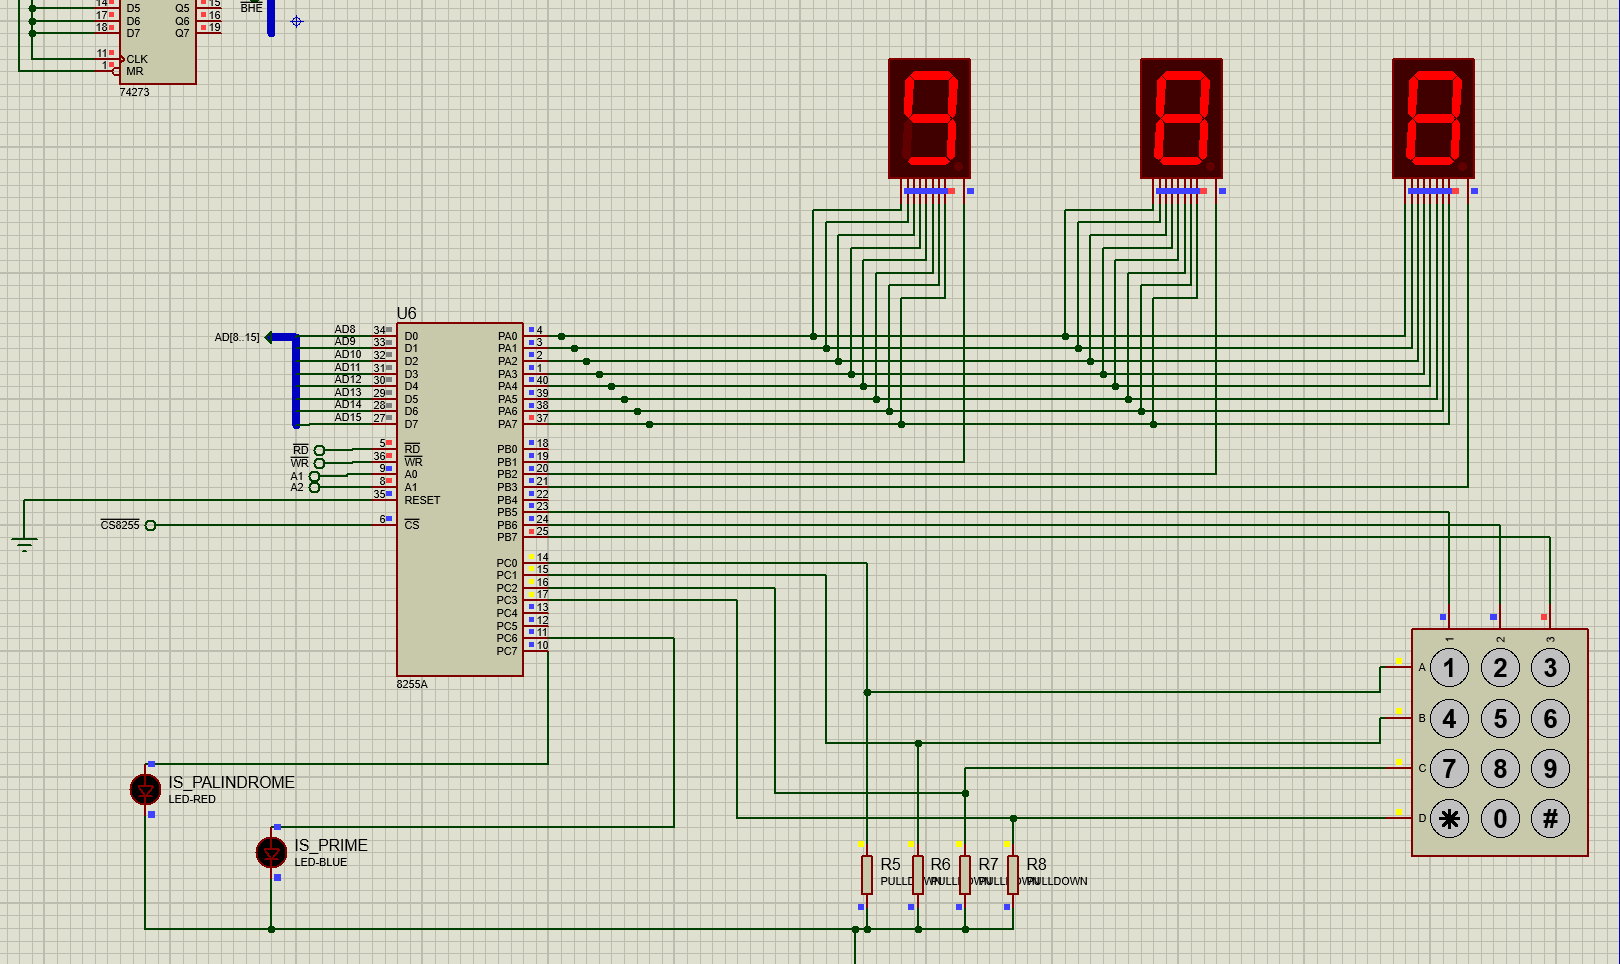 14
D5
Q5
15
17
D6
Q6
16
18
D7
Q7
19
BHE
11
CLK
1
MR
74273
U6
AD[8..15]
AD8 34 D0
AD9 33 D1
AD10 32 D2
AD11 31 D3
AD12 30 D4
AD13 29 D5
AD14 28 D6
AD15 27 D7
RD 5 RD
WR 36 WR
A1 9 A0
A2 8 A1
35 RESET
CS8255 6 CS
PA0 4
PA1 3
PA2 2
PA3 1
PA4 40
PA5 39
PA6 38
PA7 37
PB0 18
PB1 19
PB2 20
PB3 21
PB4 22
PB5 23
PB6 24
PB7 25
PC0 14
PC1 15
PC2 16
PC3 17
PC4 13
PC5 12
PC6 11
PC7 10
8255A
9 8 8
1 2 3
A 1 2 3
B 4 5 6
C 7 8 9
D * 0 #
IS_PALINDROME
LED-RED
IS_PRIME
LED-BLUE
R5 R6 R7 R8
PULLDOWN PULLDOWN PULLDOWN PULLDOWN